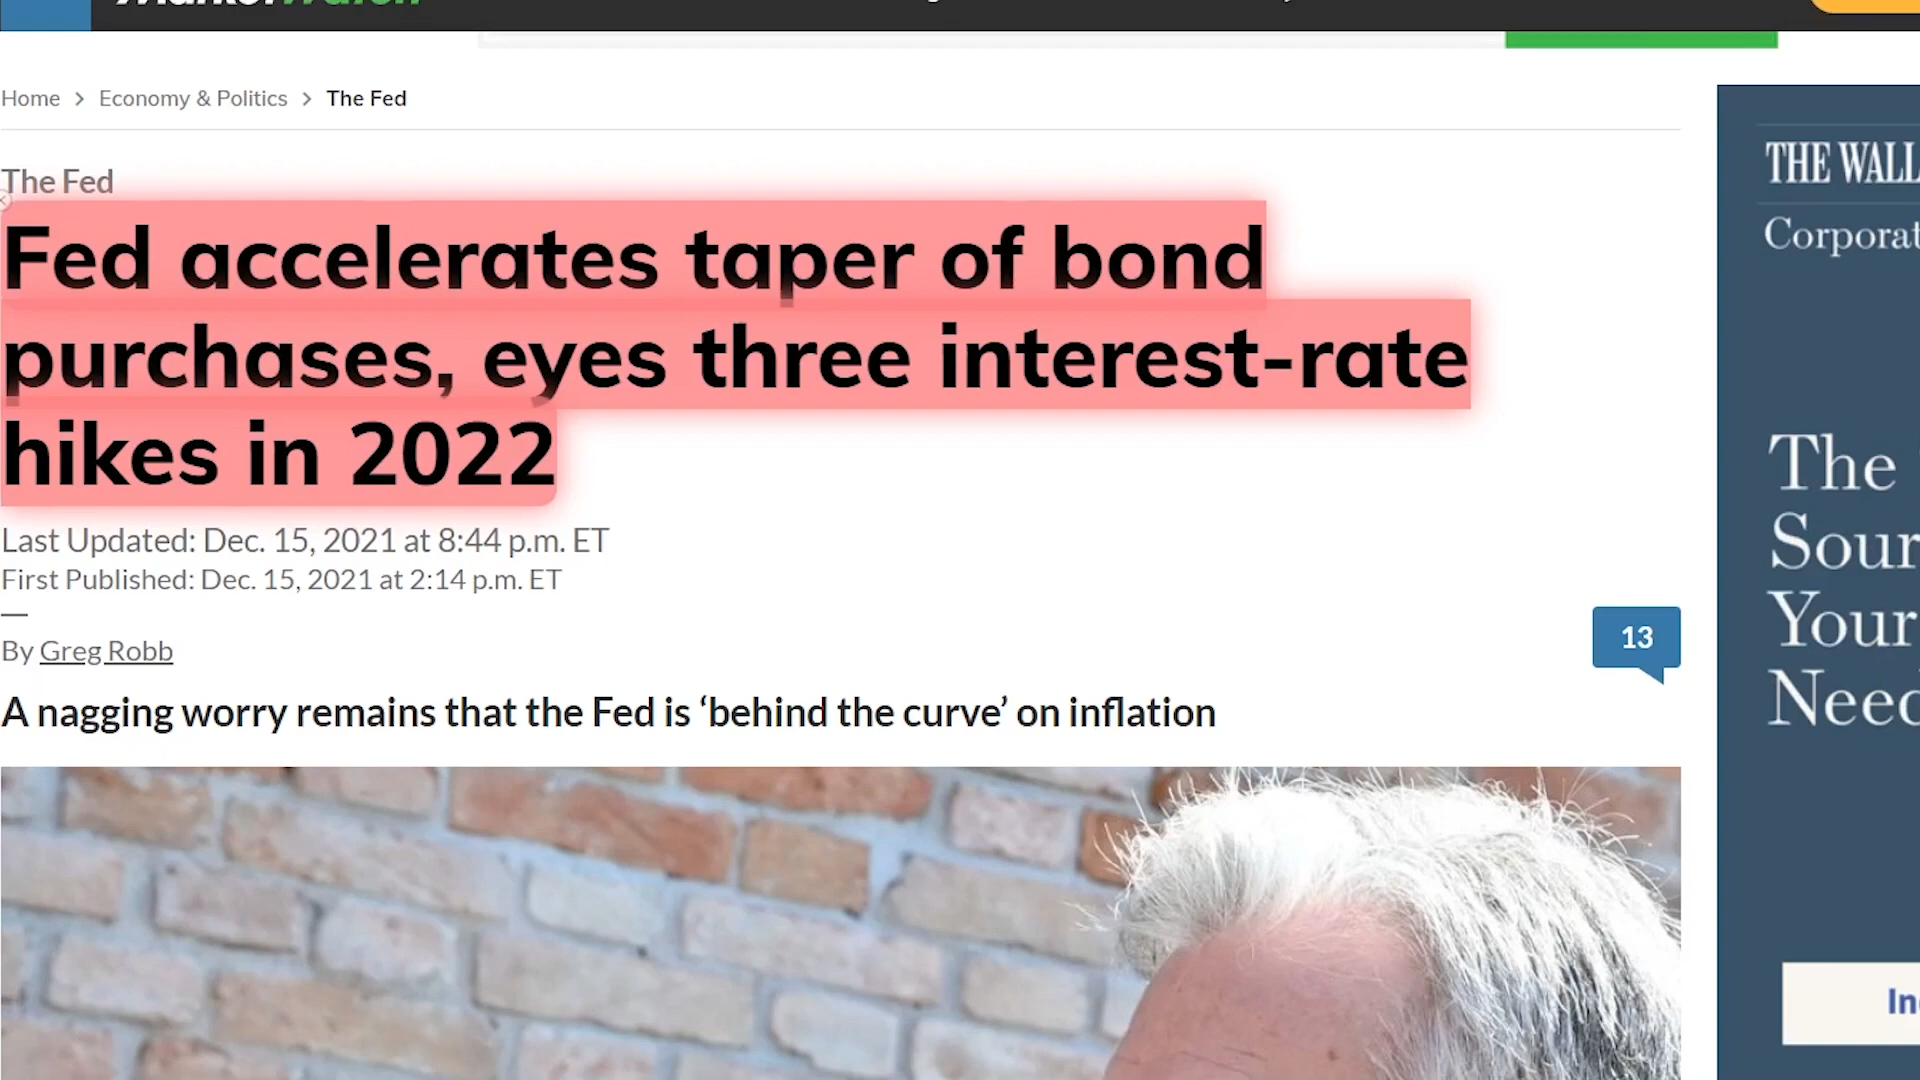 MarketWatch
Home > Economy & Politics > The Fed
The Fed
Fed accelerates taper of bond
purchases, eyes three interest-rate
hikes in 2022
Last Updated: Dec. 15, 2021 at 8:44 p.m. ET
First Published: Dec. 15, 2021 at 2:14 p.m. ET
—
By Greg Robb
13
A nagging worry remains that the Fed is ‘behind the curve’ on inflation
THE WALL
Corporat
The
Sour
Your
Need